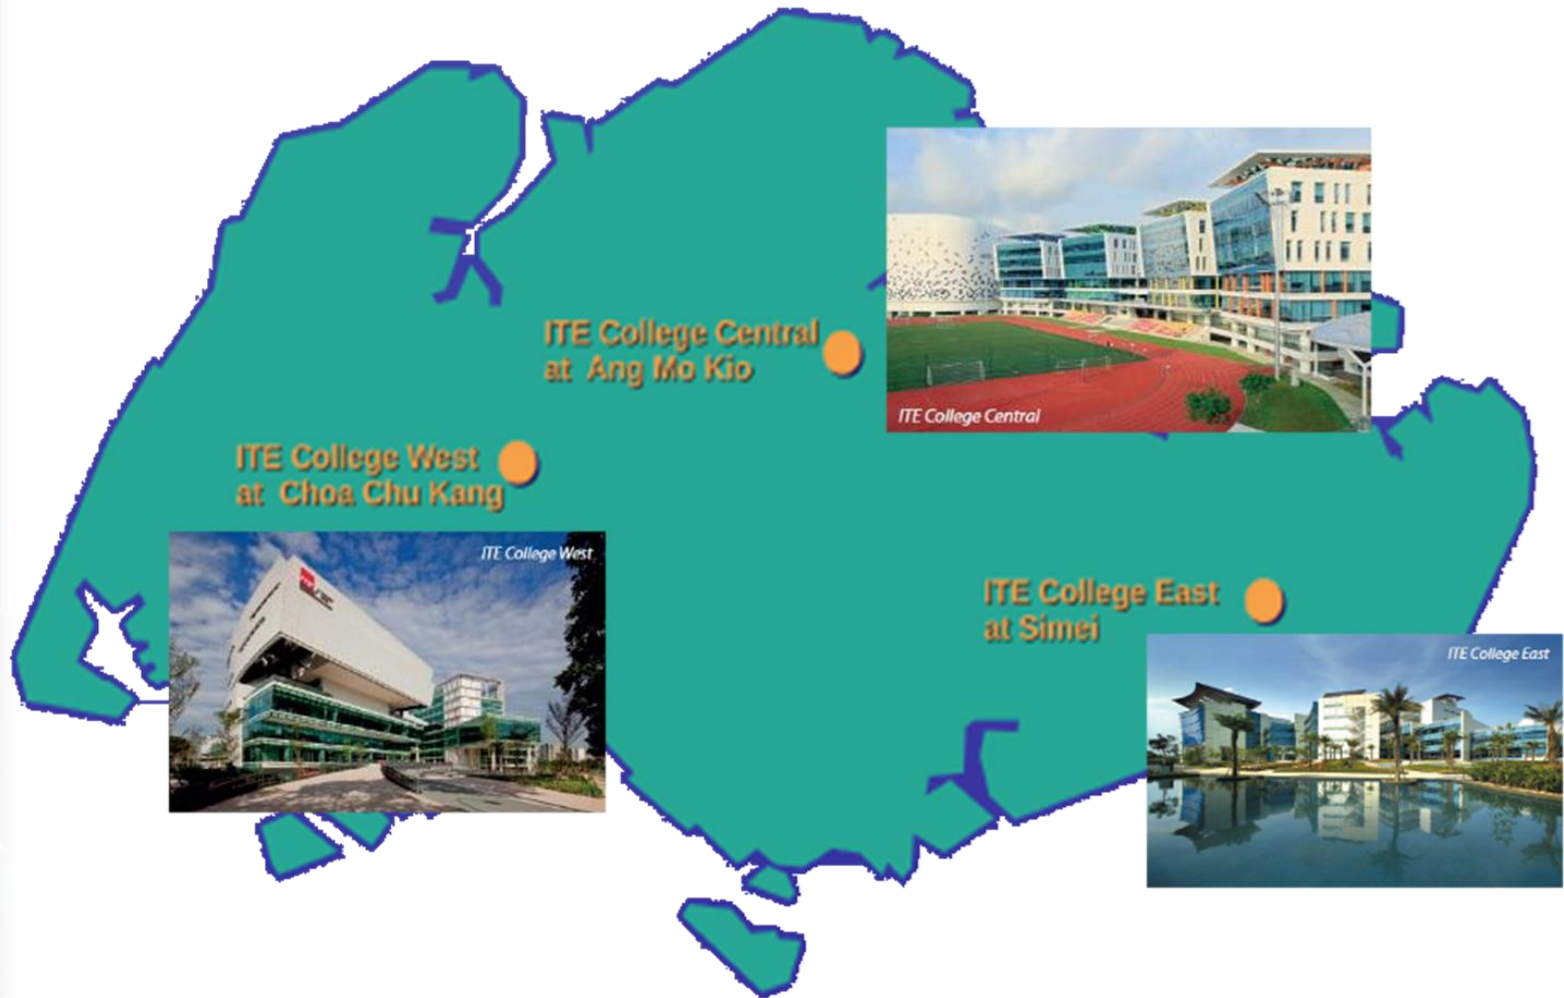 ITE College Central
at Ang Mo Kio
ITE College Central
ITE College West
at Choa Chu Kang
ITE College West
ITE College East
at Simei
ITE College East